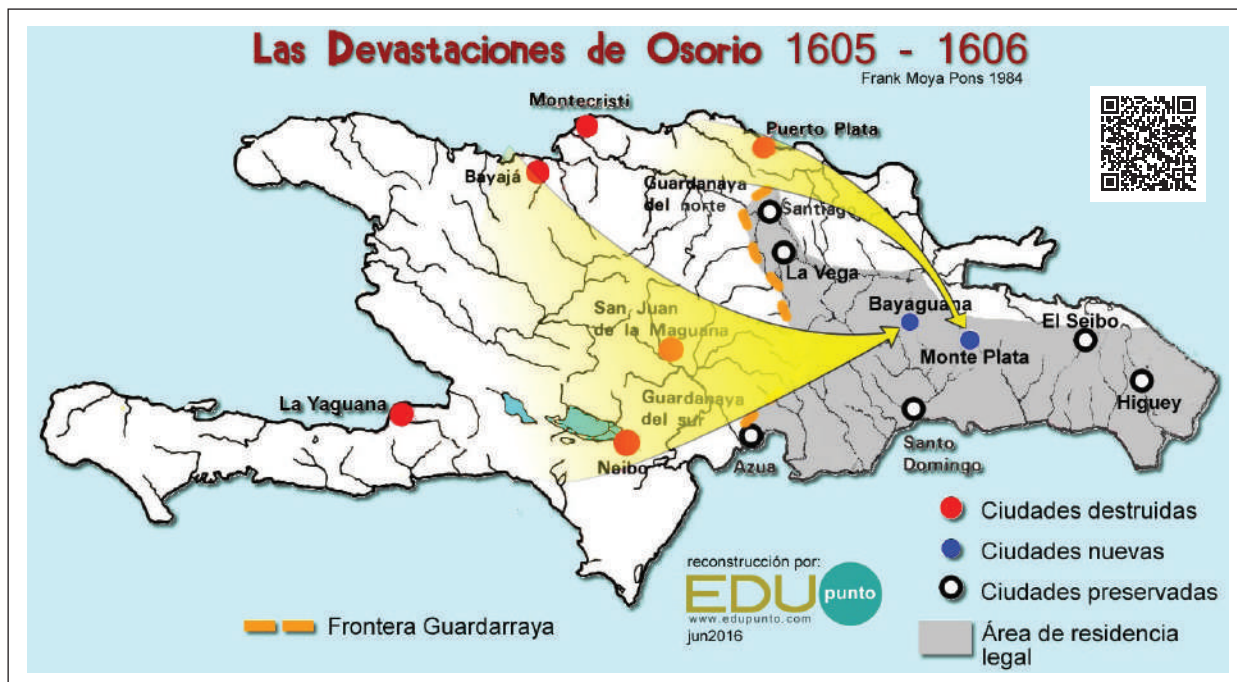 Las Devastaciones de Osorio 1605 - 1606
Frank Moya Pons 1984
Montecristi
Puerto Plata
Bayajá
Guardanaya
del norte
Santiago
La Vega
San Juan
de la Maguana
Bayaguana
El Seibo
Monte Plata
La Yaguana
Guardanaya
del sur
Higuey
Neibo
Azua
Santo
Domingo
Ciudades destruidas
Ciudades nuevas
Ciudades preservadas
Área de residencia
legal
Frontera Guardarraya
reconstrucción por:
EDU punto
www.edupunto.com
jun2016